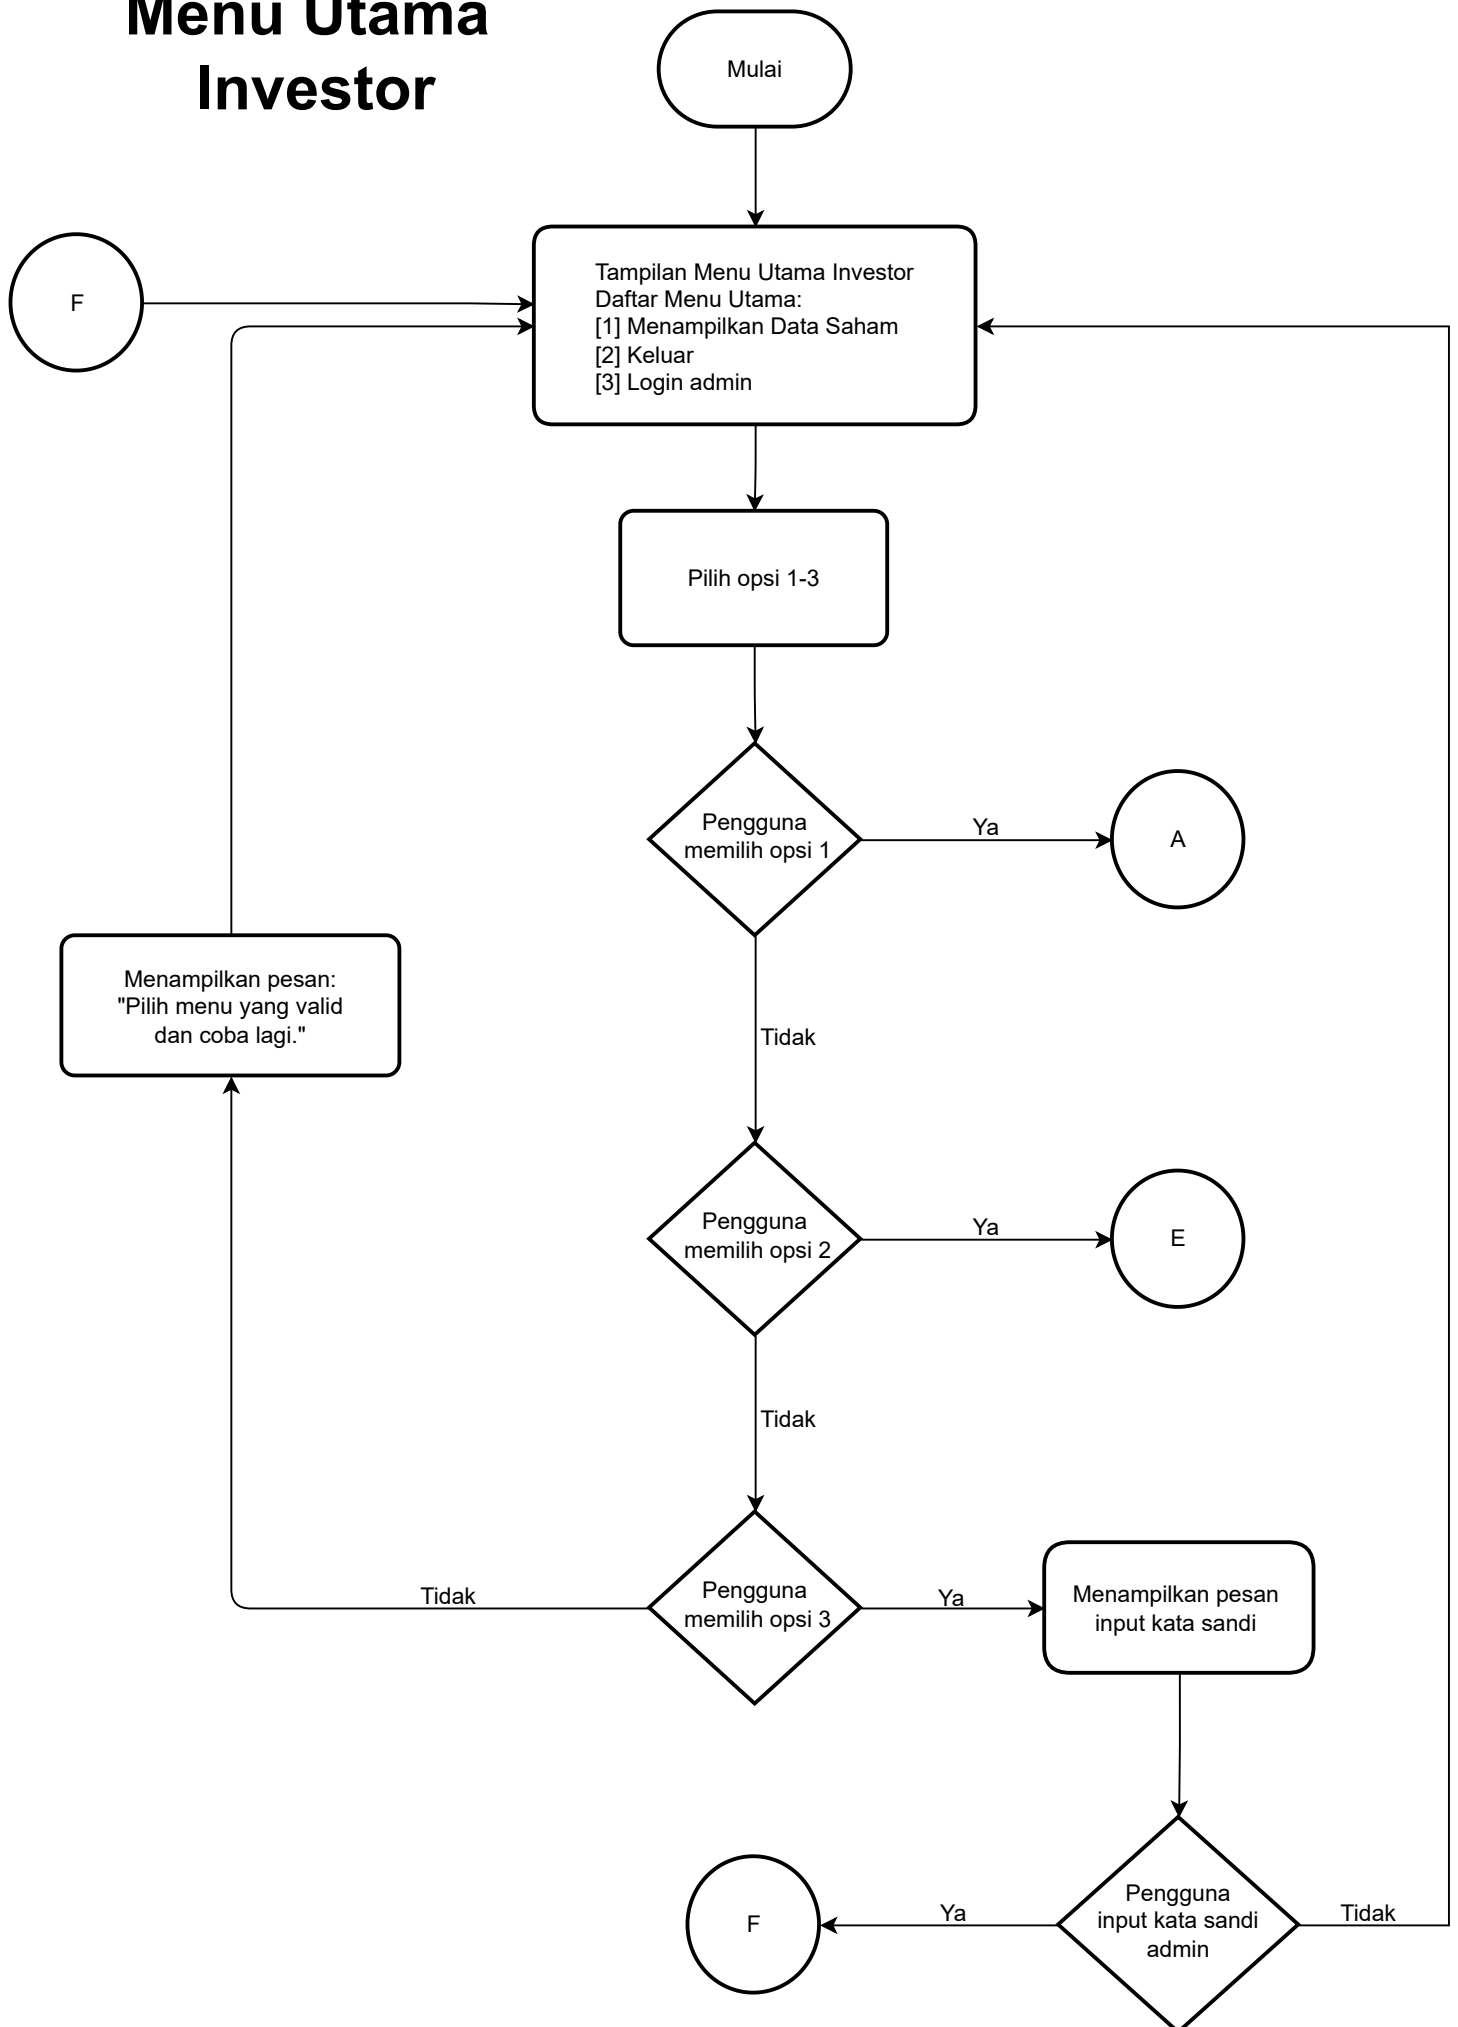 Menu Utama
Investor
Mulai
F
Tampilan Menu Utama Investor
Daftar Menu Utama:
[1] Menampilkan Data Saham
[2] Keluar
[3] Login admin
Pilih opsi 1-3
Pengguna
memilih opsi 1
Ya
A
Menampilkan pesan:
"Pilih menu yang valid
dan coba lagi."
Tidak
Pengguna
memilih opsi 2
Ya
E
Tidak
Tidak
Pengguna
memilih opsi 3
Ya
Menampilkan pesan
input kata sandi
F
Ya
Pengguna
input kata sandi
admin
Tidak